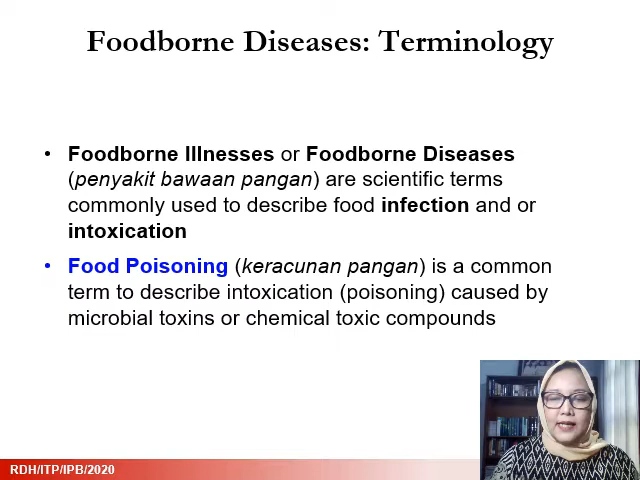 Foodborne Diseases: Terminology
• Foodborne Illnesses or Foodborne Diseases
(penyakit bawaan pangan) are scientific terms
commonly used to describe food infection and or
intoxication
• Food Poisoning (keracunan pangan) is a common
term to describe intoxication (poisoning) caused by
microbial toxins or chemical toxic compounds
RDH/ITP/IPB/2020